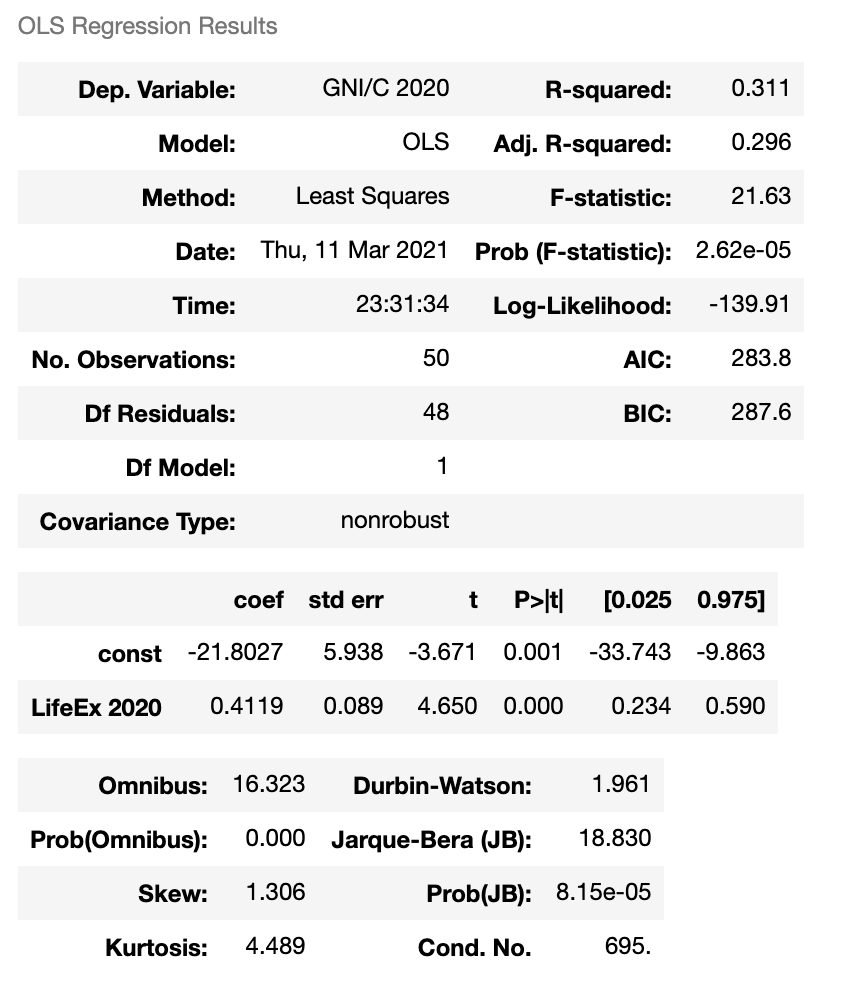 OLS Regression Results
Dep. Variable: GNI/C 2020 R-squared: 0.311
Model: OLS Adj. R-squared: 0.296
Method: Least Squares F-statistic: 21.63
Date: Thu, 11 Mar 2021 Prob (F-statistic): 2.62e-05
Time: 23:31:34 Log-Likelihood: -139.91
No. Observations: 50 AIC: 283.8
Df Residuals: 48 BIC: 287.6
Df Model: 1
Covariance Type: nonrobust
coef std err t P>|t| [0.025 0.975]
const -21.8027 5.938 -3.671 0.001 -33.743 -9.863
LifeEx 2020 0.4119 0.089 4.650 0.000 0.234 0.590
Omnibus: 16.323 Durbin-Watson: 1.961
Prob(Omnibus): 0.000 Jarque-Bera (JB): 18.830
Skew: 1.306 Prob(JB): 8.15e-05
Kurtosis: 4.489 Cond. No. 695.